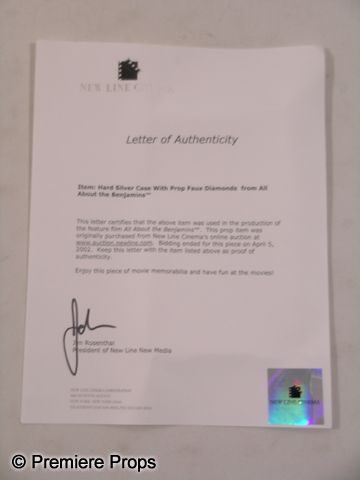 NEW LINE CINEMA
Letter of Authenticity
Item: Hard Silver Case With Prop Faux Diamonds from All
About the Benjamins™
This letter certifies that the above item was used in the production of
the feature film All About the Benjamins™. This prop item was
originally purchased from New Line Cinema's online auction at
www.auction.newline.com. Bidding ended for this piece on April 5,
2002. Keep this letter with the item listed above as proof of
authenticity.
Enjoy this piece of movie memorabilia and have fun at the movies!
Jim Rosenthal
President of New Line New Media
NEW LINE CINEMA CORPORATION
NEW LINE CINEMA
© Premiere Props